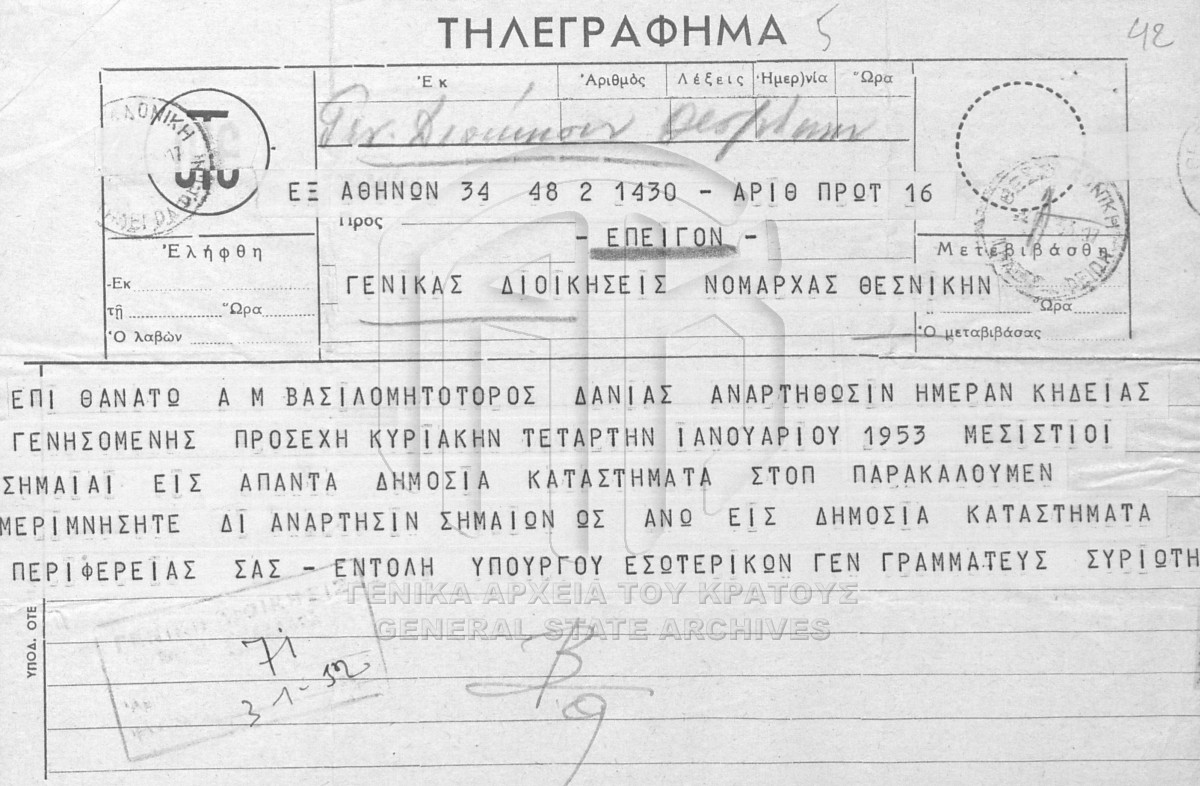 ΤΗΛΕΓΡΑΦΗΜΑ 5 42
Ἐκ Ἀριθμὸς Λέξεις Ἡμερ)νία Ὥρα
Γεν. Διοίκησιν
ΕΞ ΑΘΗΝΩΝ 34 48 2 1430 - ΑΡΙΘ ΠΡΩΤ 16
Πρὸς
- ΕΠΕΙΓΟΝ -
Ἐλήφθη Μετεβιβάσθη
ΓΕΝΙΚΑΣ ΔΙΟΙΚΗΣΕΙΣ ΝΟΜΑΡΧΑΣ ΘΕΣΝΙΚΗΝ
Ἐκ
τῇ Ὥρα Ὥρα
Ὁ λαβὼν Ὁ μεταβιβάσας
ΕΠΙ ΘΑΝΑΤΩ Α Μ ΒΑΣΙΛΟΜΗΤΟΤΟΡΟΣ ΔΑΝΙΑΣ ΑΝΑΡΤΗΘΩΣΙΝ ΗΜΕΡΑΝ ΚΗΔΕΙΑΣ
ΓΕΝΗΣΟΜΕΝΗΣ ΠΡΟΣΕΧΗ ΚΥΡΙΑΚΗΝ ΤΕΤΑΡΤΗΝ ΙΑΝΟΥΑΡΙΟΥ 1953 ΜΕΣΙΣΤΙΟΙ
ΣΗΜΑΙΑΙ ΕΙΣ ΑΠΑΝΤΑ ΔΗΜΟΣΙΑ ΚΑΤΑΣΤΗΜΑΤΑ ΣΤΟΠ ΠΑΡΑΚΑΛΟΥΜΕΝ
ΜΕΡΙΜΝΗΣΗΤΕ ΔΙ ΑΝΑΡΤΗΣΙΝ ΣΗΜΑΙΩΝ ΩΣ ΑΝΩ ΕΙΣ ΔΗΜΟΣΙΑ ΚΑΤΑΣΤΗΜΑΤΑ
ΠΕΡΙΦΕΡΕΙΑΣ ΣΑΣ - ΕΝΤΟΛΗ ΥΠΟΥΡΓΟΥ ΕΣΩΤΕΡΙΚΩΝ ΓΕΝ ΓΡΑΜΜΑΤΕΥΣ ΣΥΡΙΩΤΗ
ΓΕΝΙΚΑ ΑΡΧΕΙΑ ΤΟΥ ΚΡΑΤΟΥΣ
GENERAL STATE ARCHIVES
ΥΠΟΔ. ΟΤΕ
71